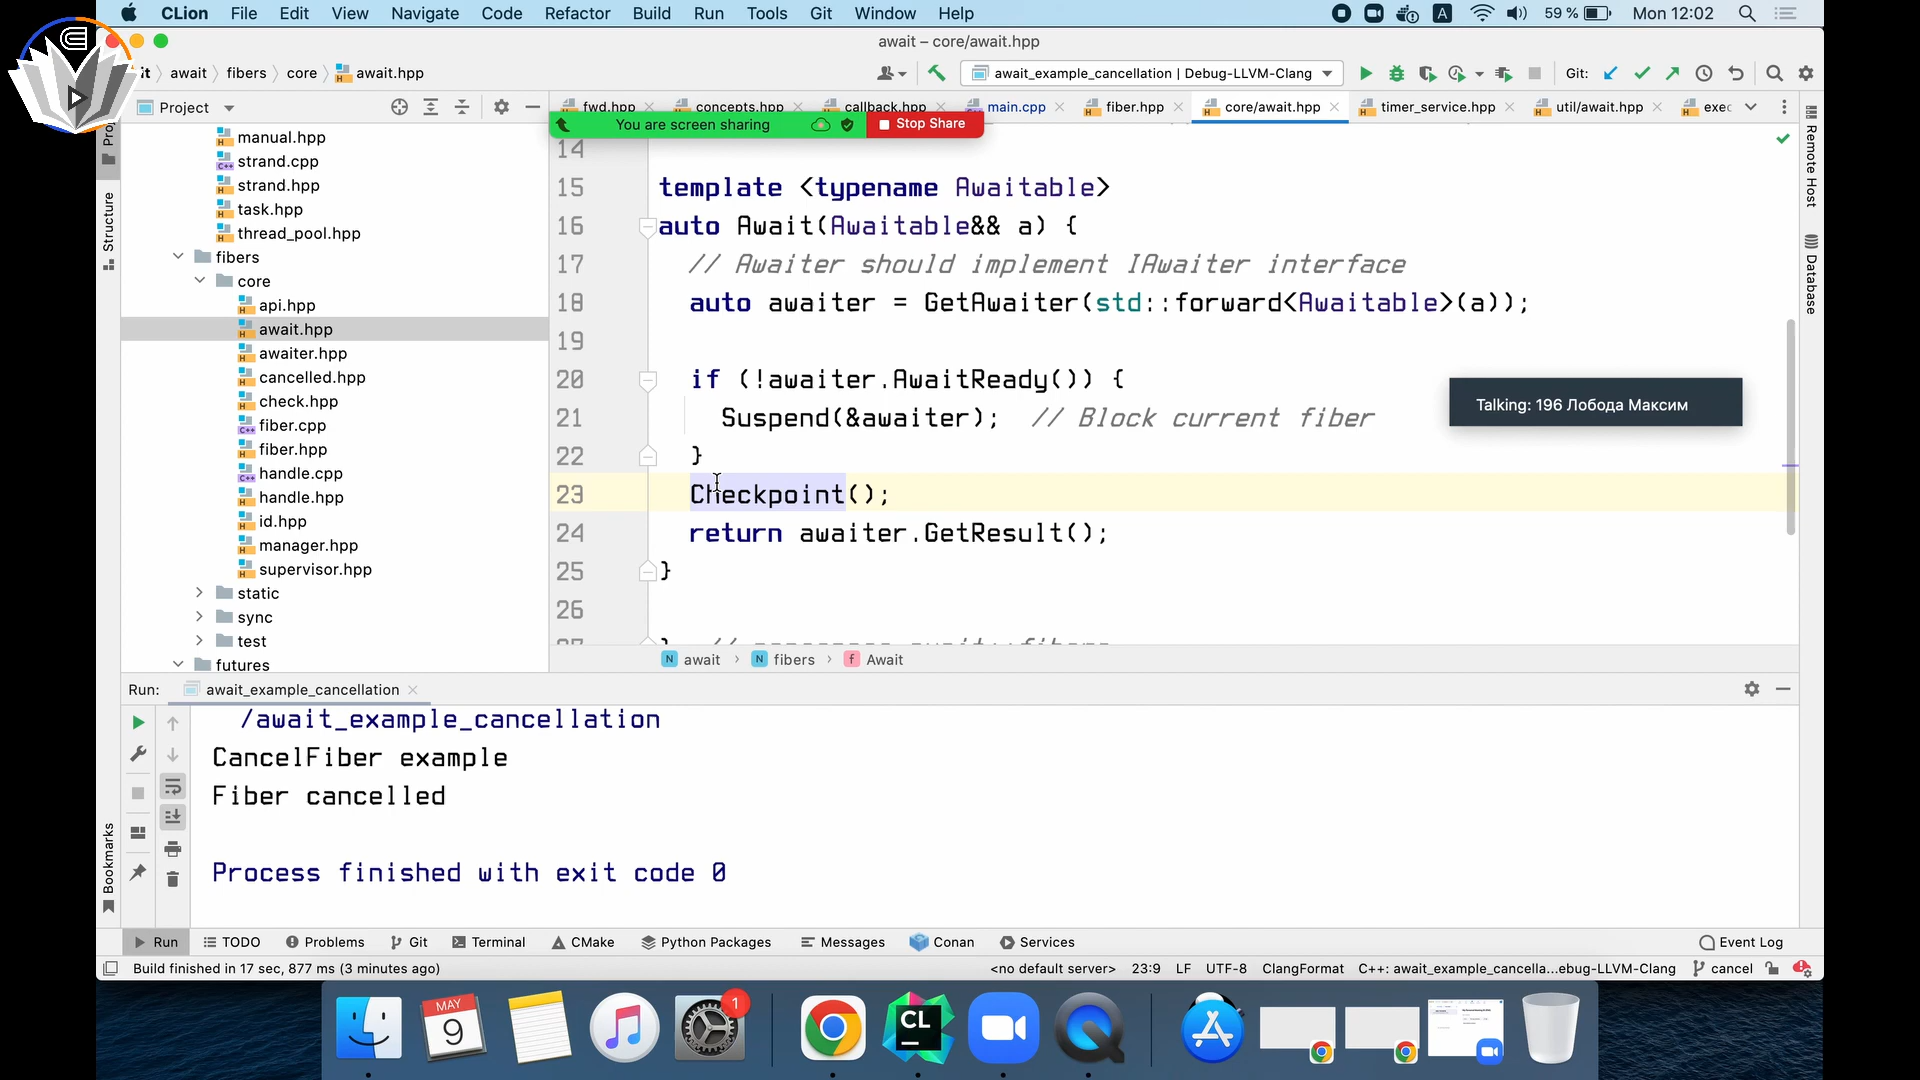 CLion File Edit View Navigate Code Refactor Build Run Tools Git Window Help
A 59 % Mon 12:02
await – core/await.hpp
it await fibers core await.hpp
await_example_cancellation | Debug-LLVM-Clang
Git:
Project
fwd.hpp concepts.hpp callback.hpp main.cpp fiber.hpp core/await.hpp timer_service.hpp util/await.hpp exec
You are screen sharing Stop Share
manual.hpp
strand.cpp
strand.hpp
task.hpp
thread_pool.hpp
fibers
core
api.hpp
await.hpp
awaiter.hpp
cancelled.hpp
check.hpp
fiber.cpp
fiber.hpp
handle.cpp
handle.hpp
id.hpp
manager.hpp
supervisor.hpp
static
sync
test
futures
Structure
Bookmarks
Remote Host
Database
14
15 template <typename Awaitable>
16 auto Await(Awaitable&& a) {
17 // Awaiter should implement IAwaiter interface
18 auto awaiter = GetAwaiter(std::forward<Awaitable>(a));
19
20 if (!awaiter.AwaitReady()) {
21 Suspend(&awaiter); // Block current fiber
22 }
23 Checkpoint();
24 return awaiter.GetResult();
25 }
26
Talking: 196 Лобода Максим
await fibers Await
Run: await_example_cancellation
/await_example_cancellation
CancelFiber example
Fiber cancelled
Process finished with exit code 0
Run TODO Problems Git Terminal CMake Python Packages Messages Conan Services Event Log
Build finished in 17 sec, 877 ms (3 minutes ago) <no default server> 23:9 LF UTF-8 ClangFormat C++: await_example_cancella...ebug-LLVM-Clang cancel
MAY
9
1
CL